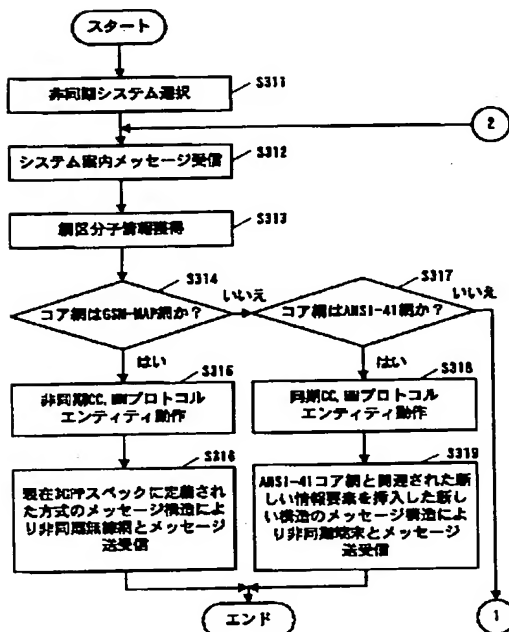 スタート
S311
非同期システム選択
2
S312
システム案内メッセージ受信
S313
網区分子情報獲得
S314
コア網はGSM-MAP網か?
いいえ
S317
コア網はANSI-41網か?
いいえ
はい
はい
非同期CC, MMプロトコル
エンティティ動作
S318
同期CC, MMプロトコル
エンティティ動作
S316
現在3GPPスペックに定義され
た方式のメッセージ構造によ
り非同期無線網とメッセージ
送受信
S319
ANSI-41コア網と関連された新
しい情報要素を挿入した新し
い構造のメッセージ構造によ
り非同期端末とメッセージ
送受信
エンド
1